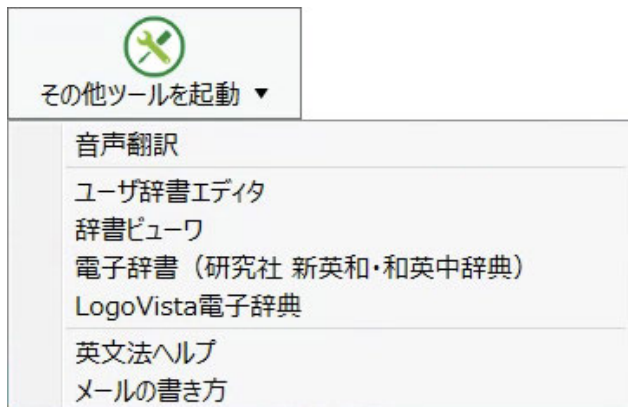 その他ツールを起動 ▼
音声翻訳
ユーザ辞書エディタ
辞書ビューワ
電子辞書（研究社 新英和・和英中辞典）
LogoVista電子辞典
英文法ヘルプ
メールの書き方